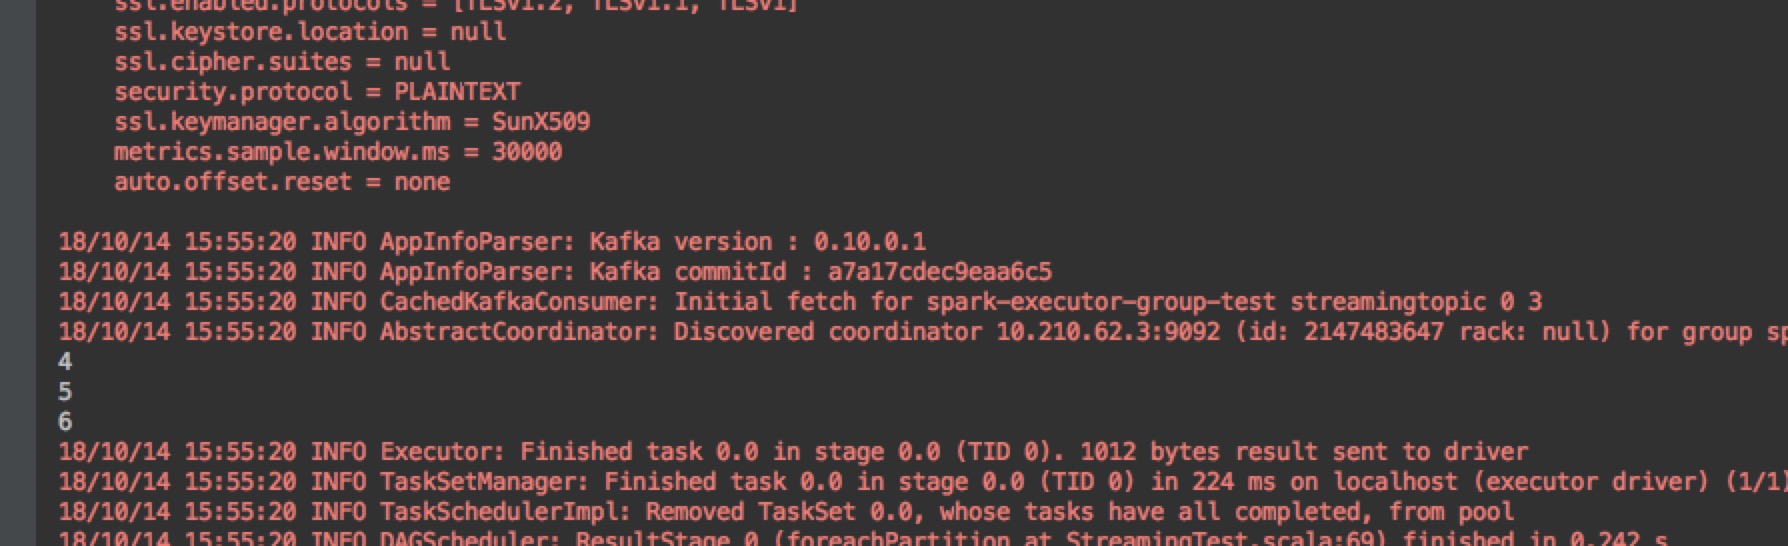 ssl.enabled.protocols = [TLSv1.2, TLSv1.1, TLSv1]
ssl.keystore.location = null
ssl.cipher.suites = null
security.protocol = PLAINTEXT
ssl.keymanager.algorithm = SunX509
metrics.sample.window.ms = 30000
auto.offset.reset = none
18/10/14 15:55:20 INFO AppInfoParser: Kafka version : 0.10.0.1
18/10/14 15:55:20 INFO AppInfoParser: Kafka commitId : a7a17cdec9eaa6c5
18/10/14 15:55:20 INFO CachedKafkaConsumer: Initial fetch for spark-executor-group-test streamingtopic 0 3
18/10/14 15:55:20 INFO AbstractCoordinator: Discovered coordinator 10.210.62.3:9092 (id: 2147483647 rack: null) for group sp
4
5
6
18/10/14 15:55:20 INFO Executor: Finished task 0.0 in stage 0.0 (TID 0). 1012 bytes result sent to driver
18/10/14 15:55:20 INFO TaskSetManager: Finished task 0.0 in stage 0.0 (TID 0) in 224 ms on localhost (executor driver) (1/1)
18/10/14 15:55:20 INFO TaskSchedulerImpl: Removed TaskSet 0.0, whose tasks have all completed, from pool
18/10/14 15:55:20 INFO DAGScheduler: ResultStage 0 (foreachPartition at StreamingTest.scala:69) finished in 0.242 s